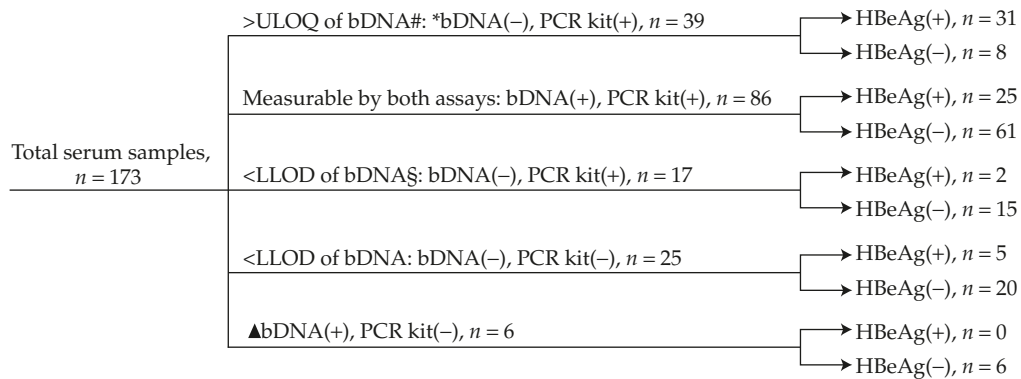 >ULOQ of bDNA#: *bDNA(−), PCR kit(+), n = 39
HBeAg(+), n = 31
HBeAg(−), n = 8
Measurable by both assays: bDNA(+), PCR kit(+), n = 86
HBeAg(+), n = 25
HBeAg(−), n = 61
Total serum samples,
n = 173
<LLOD of bDNA§: bDNA(−), PCR kit(+), n = 17
HBeAg(+), n = 2
HBeAg(−), n = 15
<LLOD of bDNA: bDNA(−), PCR kit(−), n = 25
HBeAg(+), n = 5
HBeAg(−), n = 20
▲bDNA(+), PCR kit(−), n = 6
HBeAg(+), n = 0
HBeAg(−), n = 6